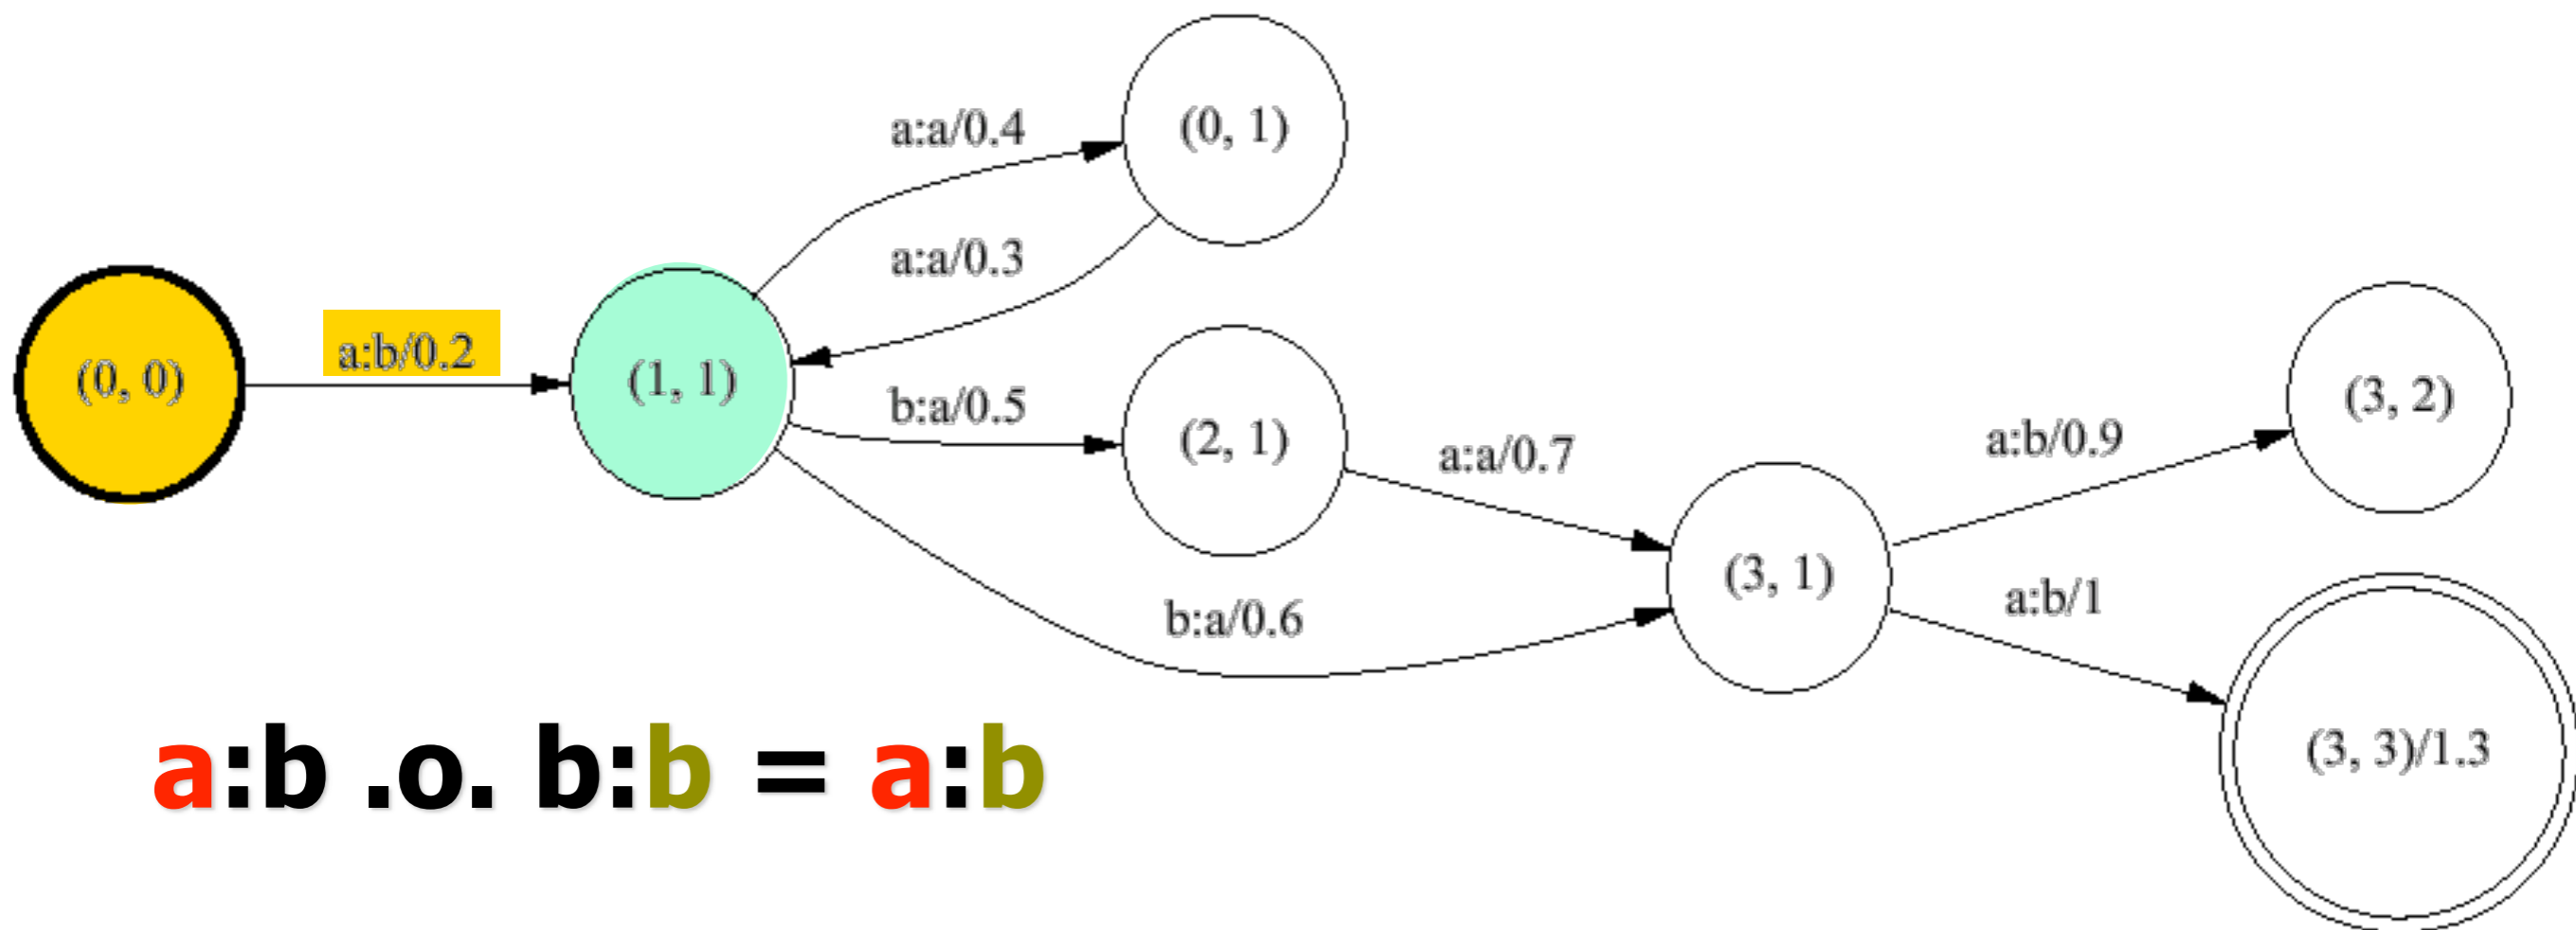 a:a/0.4
(0, 1)
a:a/0.3
(0, 0)
a:b/0.2
(1, 1)
b:a/0.5
(2, 1)
a:a/0.7
(3, 2)
a:b/0.9
(3, 1)
a:b/1
b:a/0.6
(3, 3)/1.3
a:b .o. b:b = a:b